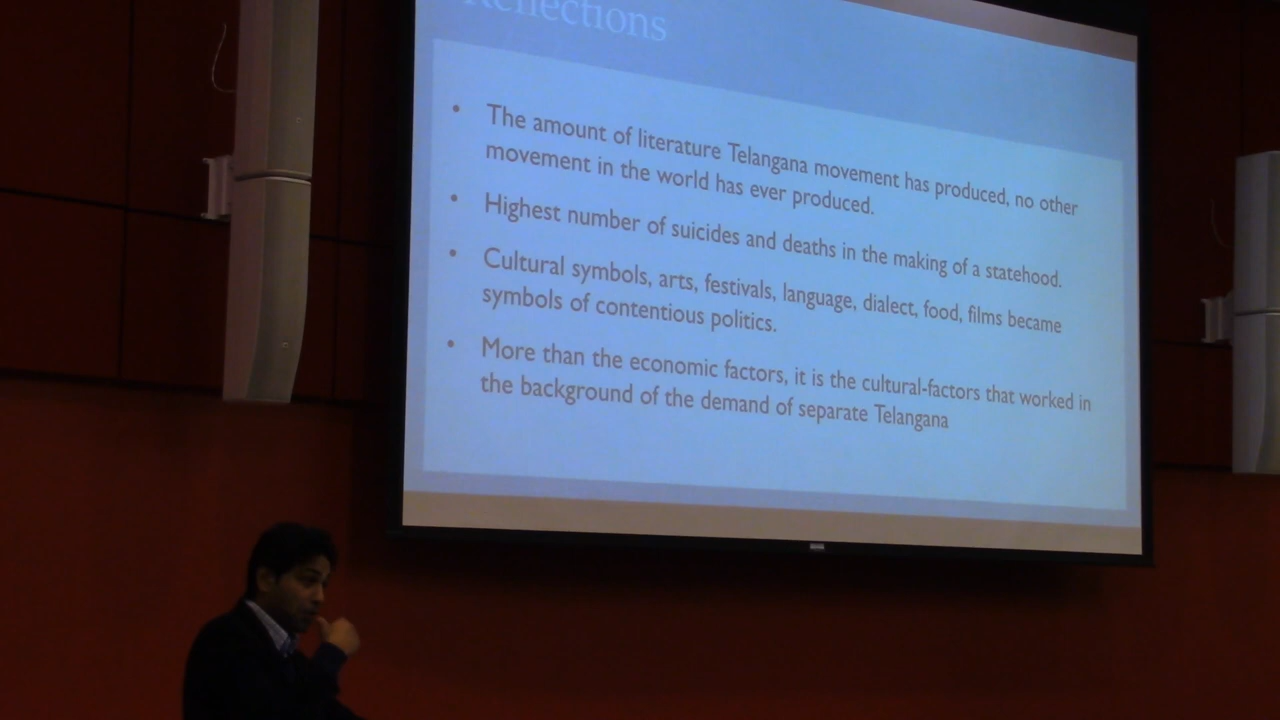 Reflections
• The amount of literature Telangana movement has produced, no other
movement in the world has ever produced.
• Highest number of suicides and deaths in the making of a statehood.
• Cultural symbols, arts, festivals, language, dialect, food, films became
symbols of contentious politics.
• More than the economic factors, it is the cultural-factors that worked in
the background of the demand of separate Telangana